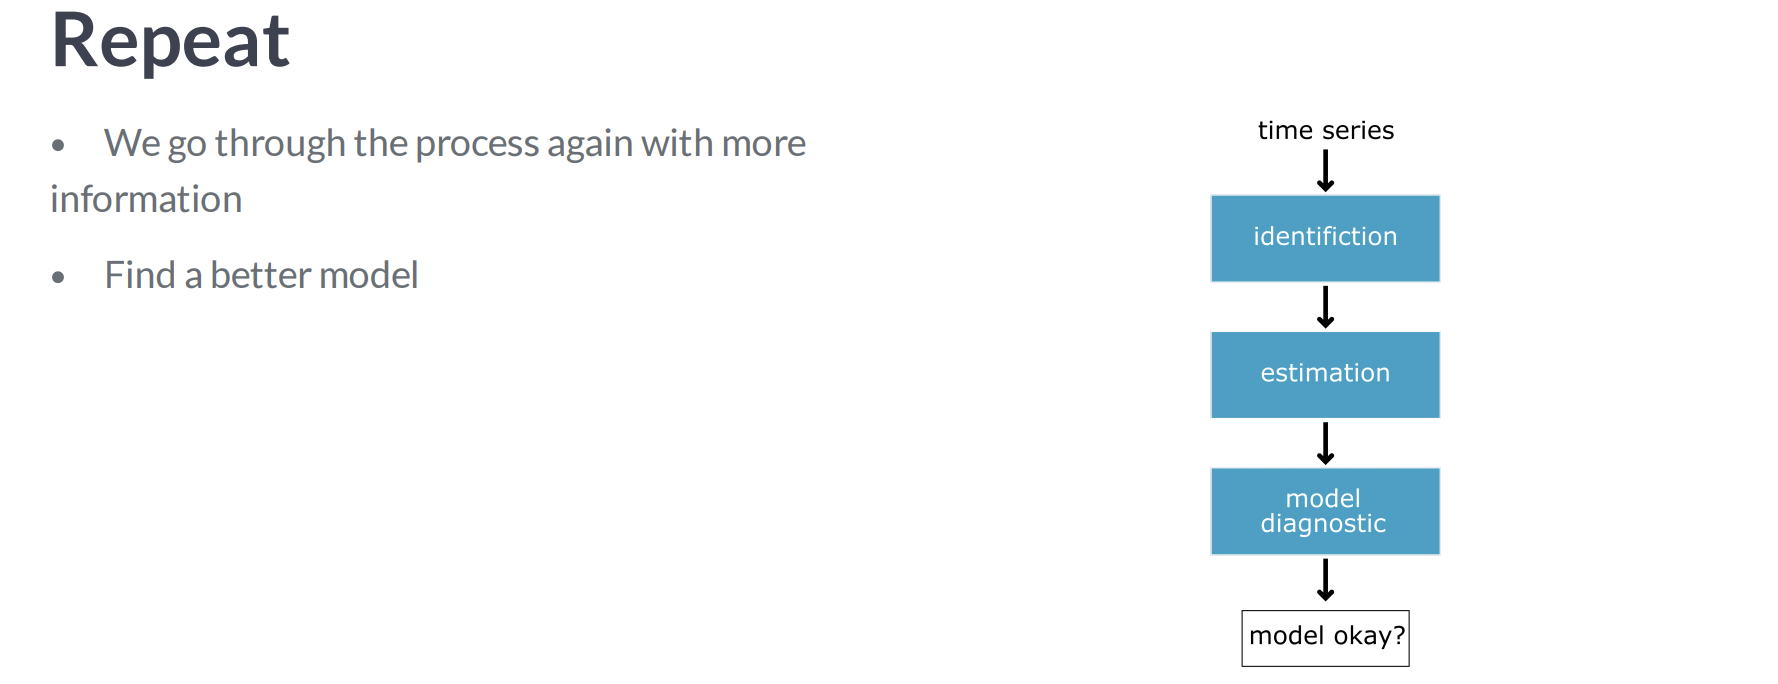 Repeat
• We go through the process again with more
information
• Find a better model
time series
identifiction
estimation
model
diagnostic
model okay?